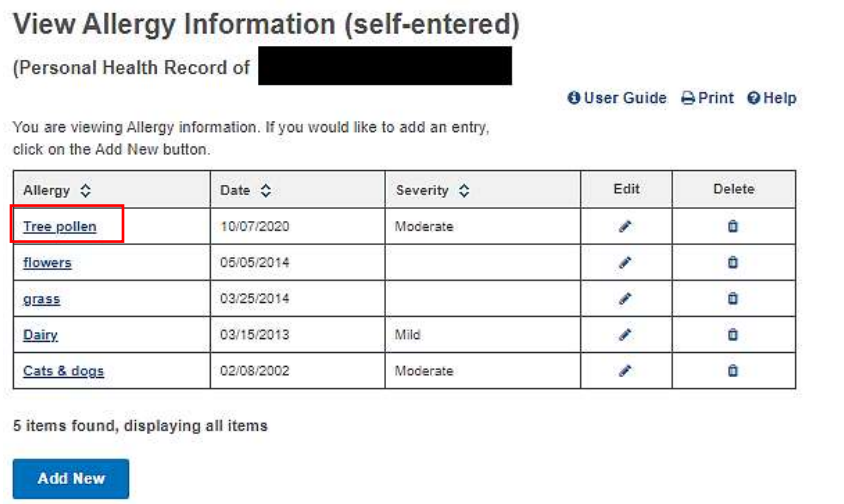 View Allergy Information (self-entered)
(Personal Health Record of
User Guide Print Help
You are viewing Allergy information. If you would like to add an entry,
click on the Add New button.
Allergy Date Severity Edit Delete
Tree pollen 10/07/2020 Moderate
flowers 05/05/2014
grass 03/25/2014
Dairy 03/15/2013 Mild
Cats & dogs 02/08/2002 Moderate
5 items found, displaying all items
Add New